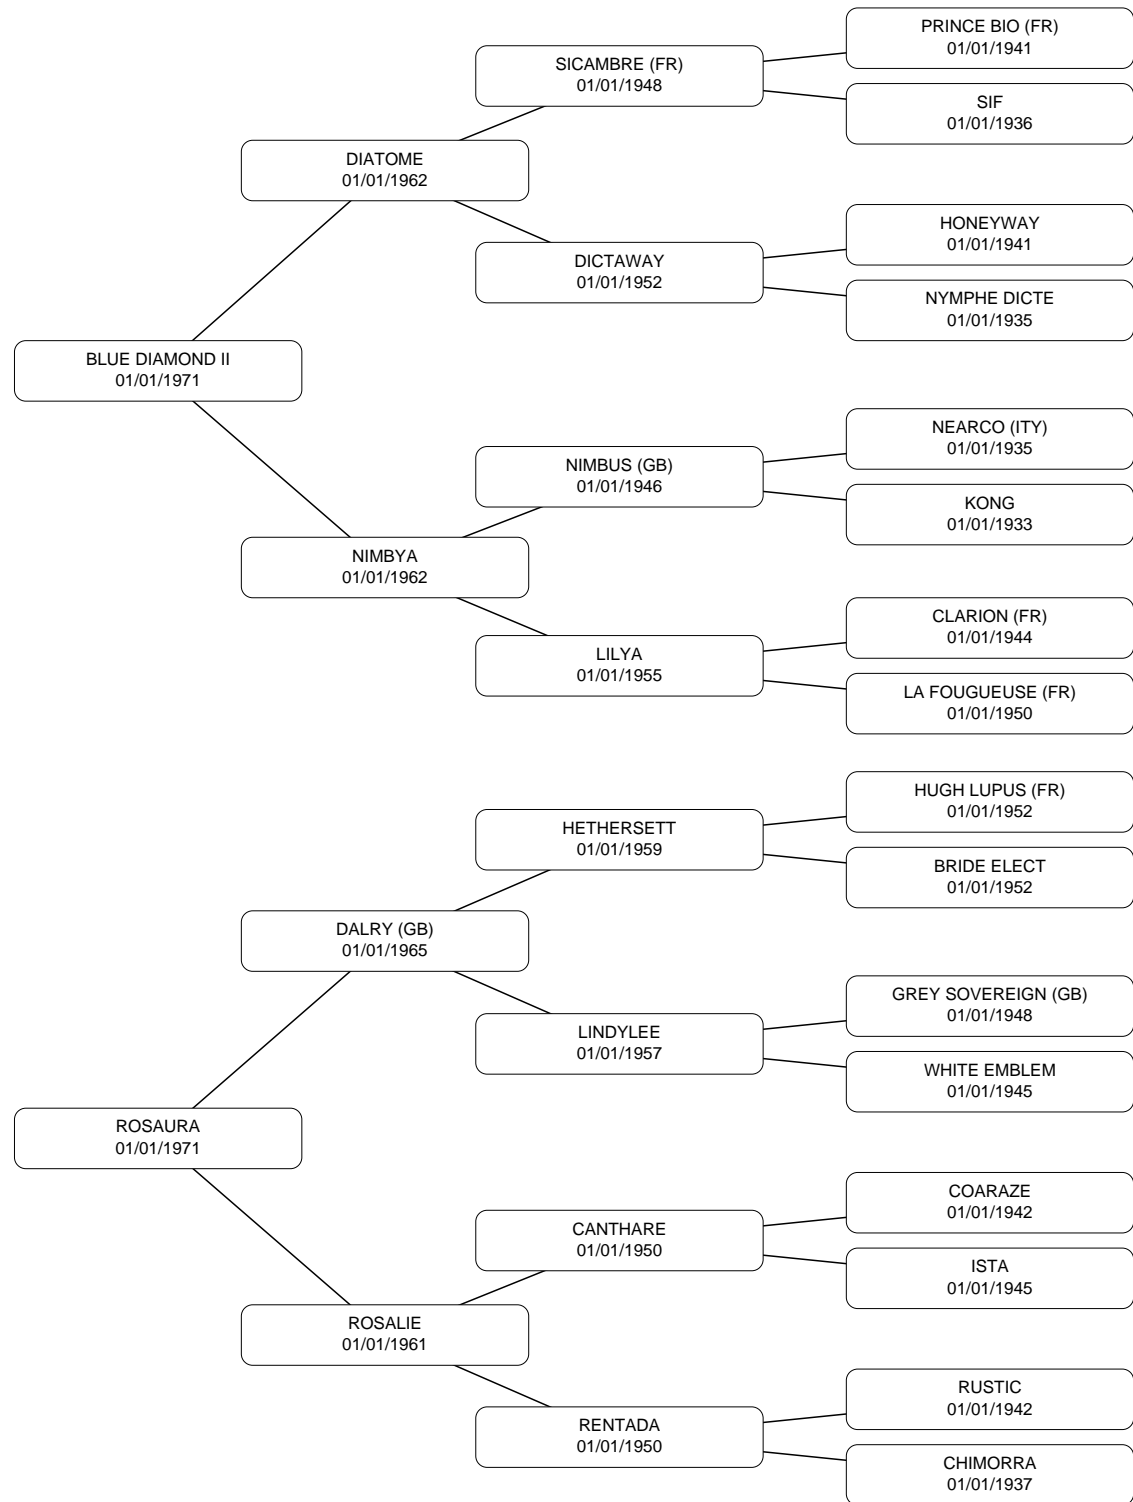 PRINCE BIO (FR)
01/01/1941
SICAMBRE (FR)
01/01/1948
SIF
01/01/1936
DIATOME
01/01/1962
HONEYWAY
01/01/1941
DICTAWAY
01/01/1952
NYMPHE DICTE
01/01/1935
BLUE DIAMOND II
01/01/1971
NEARCO (ITY)
01/01/1935
NIMBUS (GB)
01/01/1946
KONG
01/01/1933
NIMBYA
01/01/1962
CLARION (FR)
01/01/1944
LILYA
01/01/1955
LA FOUGUEUSE (FR)
01/01/1950
HUGH LUPUS (FR)
01/01/1952
HETHERSETT
01/01/1959
BRIDE ELECT
01/01/1952
DALRY (GB)
01/01/1965
GREY SOVEREIGN (GB)
01/01/1948
LINDYLEE
01/01/1957
WHITE EMBLEM
01/01/1945
ROSAURA
01/01/1971
COARAZE
01/01/1942
CANTHARE
01/01/1950
ISTA
01/01/1945
ROSALIE
01/01/1961
RUSTIC
01/01/1942
RENTADA
01/01/1950
CHIMORRA
01/01/1937